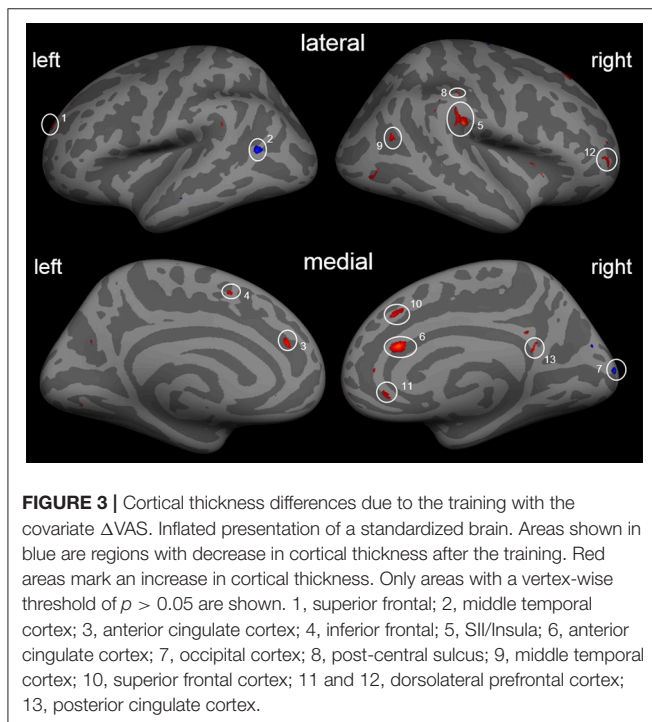 lateral
left
right
1
2
8
5
9
12
left
medial
right
4
3
10
6
13
7
11
FIGURE 3 | Cortical thickness differences due to the training with the
covariate ΔVAS. Inflated presentation of a standardized brain. Areas shown in
blue are regions with decrease in cortical thickness after the training. Red
areas mark an increase in cortical thickness. Only areas with a vertex-wise
threshold of p > 0.05 are shown. 1, superior frontal; 2, middle temporal
cortex; 3, anterior cingulate cortex; 4, inferior frontal; 5, SII/Insula; 6, anterior
cingulate cortex; 7, occipital cortex; 8, post-central sulcus; 9, middle temporal
cortex; 10, superior frontal cortex; 11 and 12, dorsolateral prefrontal cortex;
13, posterior cingulate cortex.